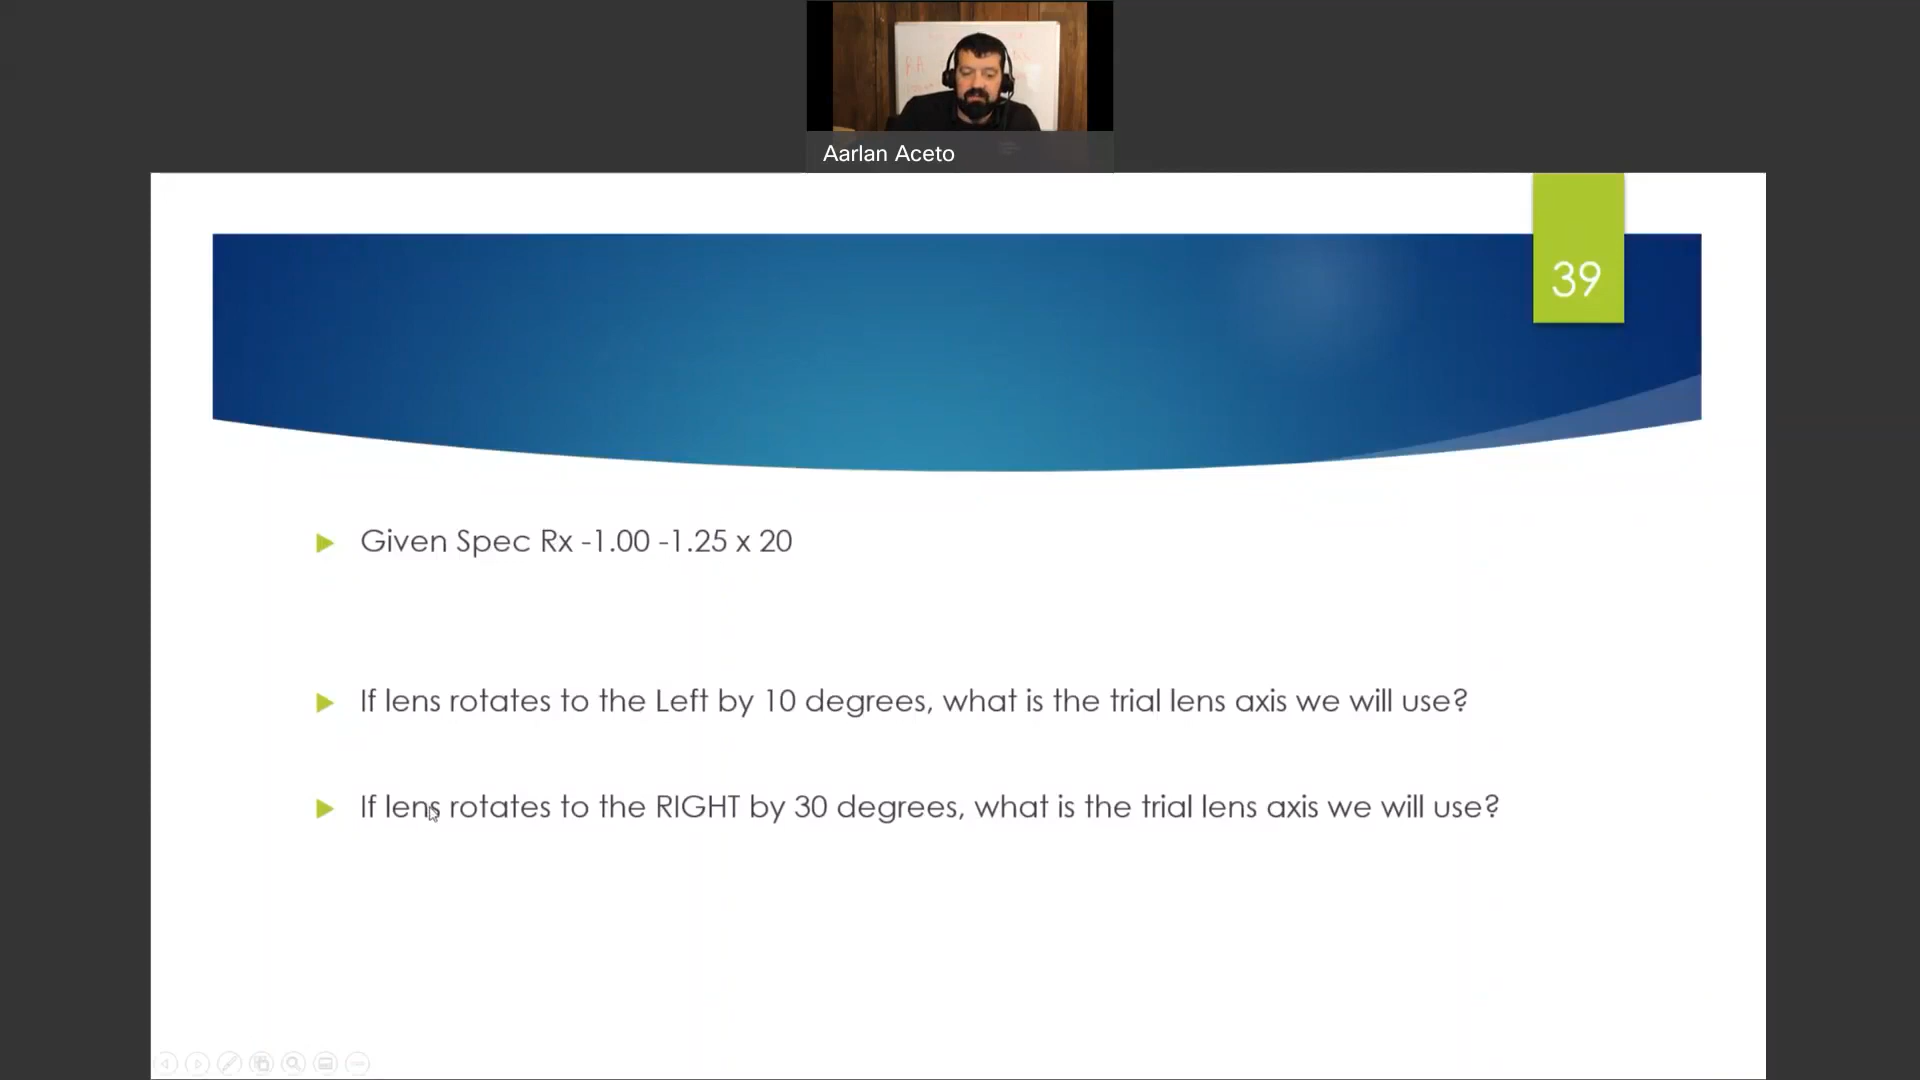 Aarlan Aceto
39
Given Spec Rx -1.00 -1.25 x 20
If lens rotates to the Left by 10 degrees, what is the trial lens axis we will use?
If lens rotates to the RIGHT by 30 degrees, what is the trial lens axis we will use?